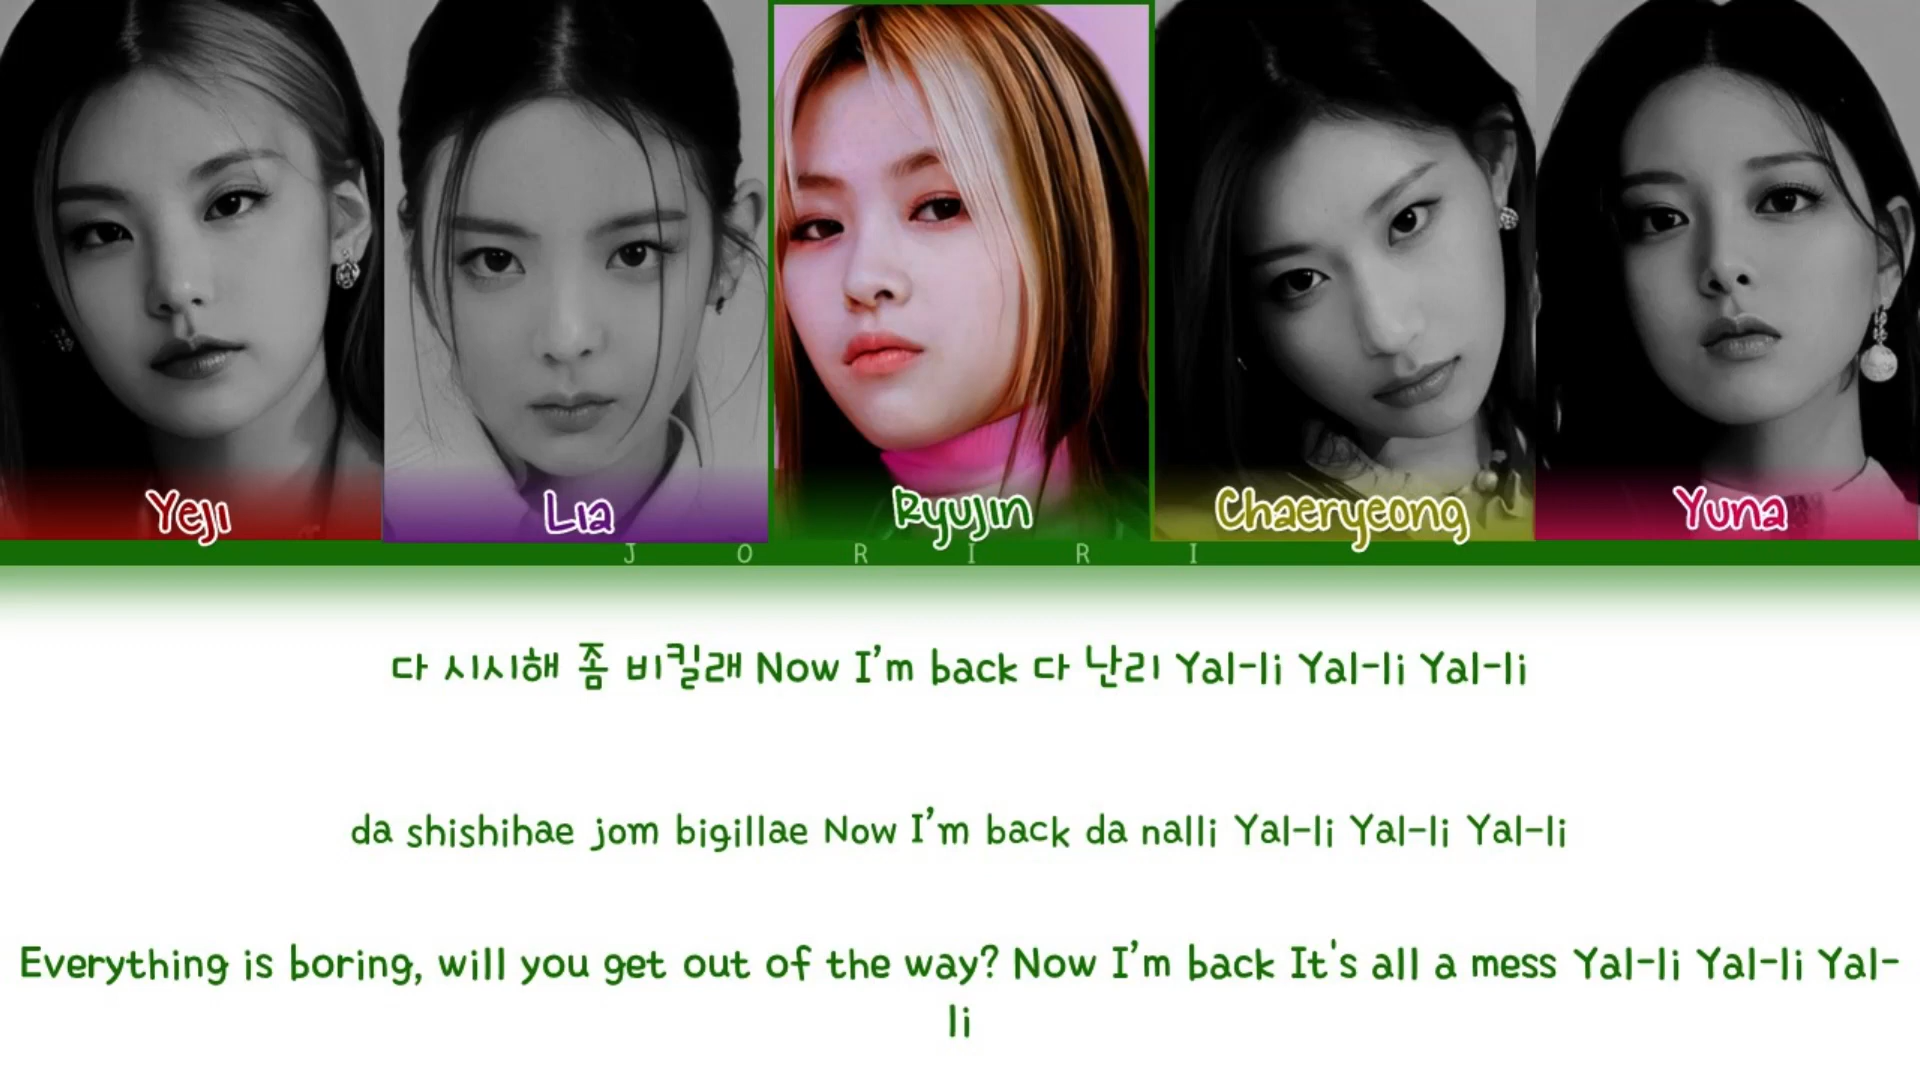 Yeji
Lia
Ryujin
Chaeryeong
Yuna
J O R I R I
다 시시해 좀 비킬래 Now I’m back 다 난리 Yal-li Yal-li Yal-li
da shishihae jom bigillae Now I’m back da nalli Yal-li Yal-li Yal-li
Everything is boring, will you get out of the way? Now I’m back It's all a mess Yal-li Yal-li Yal-
li